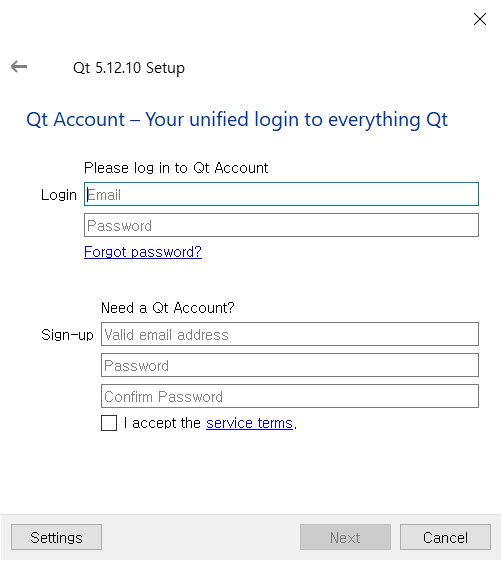 Qt 5.12.10 Setup
Qt Account – Your unified login to everything Qt
Please log in to Qt Account
Login Email
Password
Forgot password?
Need a Qt Account?
Sign-up Valid email address
Password
Confirm Password
I accept the service terms.
Settings Next Cancel